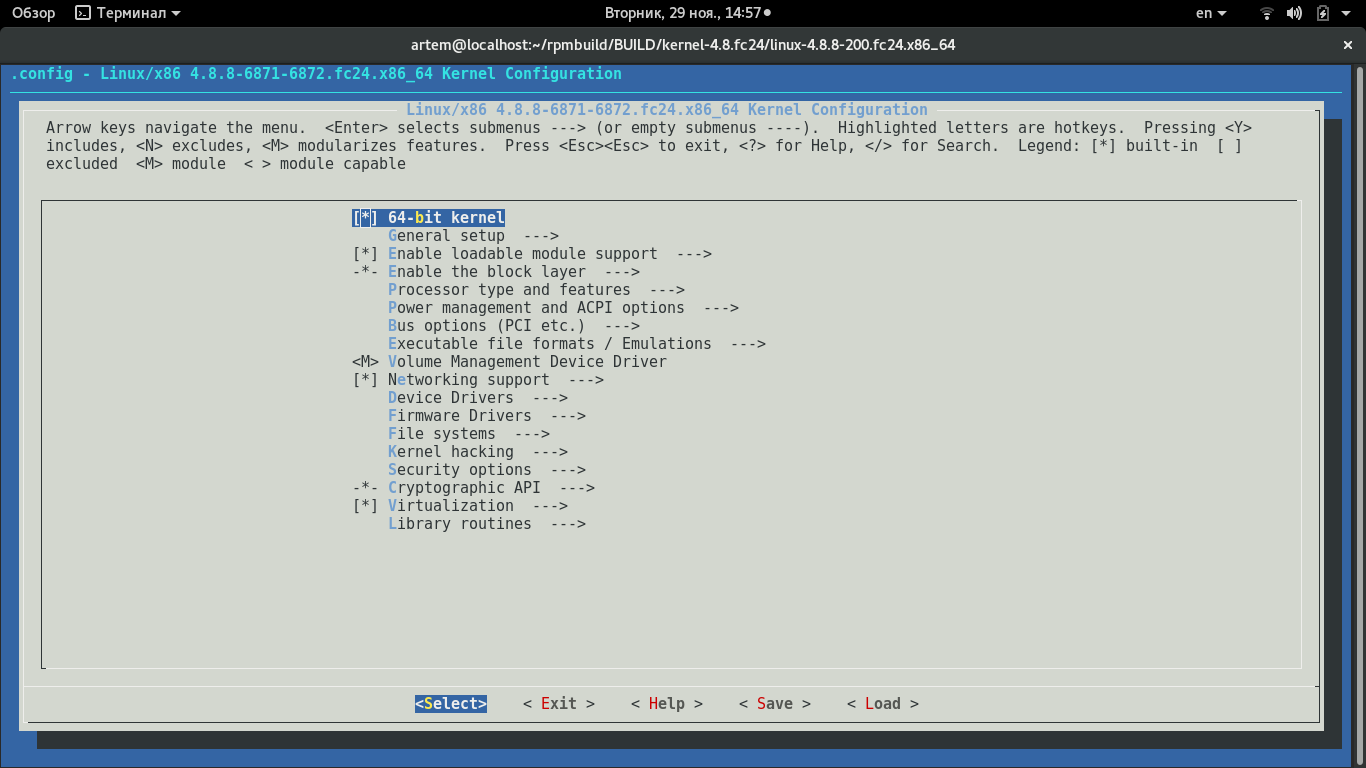 Обзор Терминал Вторник, 29 ноя., 14:57 en
artem@localhost:~/rpmbuild/BUILD/kernel-4.8.fc24/linux-4.8.8-200.fc24.x86_64 ×
.config - Linux/x86 4.8.8-6871-6872.fc24.x86_64 Kernel Configuration
Linux/x86 4.8.8-6871-6872.fc24.x86_64 Kernel Configuration
Arrow keys navigate the menu.  <Enter> selects submenus ---> (or empty submenus ----).  Highlighted letters are hotkeys.  Pressing <Y>
includes, <N> excludes, <M> modularizes features.  Press <Esc><Esc> to exit, <?> for Help, </> for Search.  Legend: [*] built-in  [ ]
excluded  <M> module  < > module capable
[*] 64-bit kernel
General setup  --->
[*] Enable loadable module support  --->
-*- Enable the block layer  --->
Processor type and features  --->
Power management and ACPI options  --->
Bus options (PCI etc.)  --->
Executable file formats / Emulations  --->
<M> Volume Management Device Driver
[*] Networking support  --->
Device Drivers  --->
Firmware Drivers  --->
File systems  --->
Kernel hacking  --->
Security options  --->
-*- Cryptographic API  --->
[*] Virtualization  --->
Library routines  --->
<Select>    < Exit >    < Help >    < Save >    < Load >